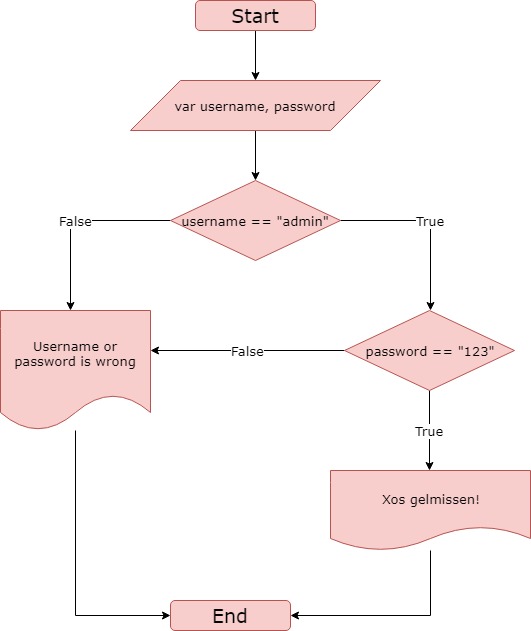 Start
var username, password
username == "admin"
False
True
Username or
password is wrong
False
password == "123"
True
Xos gelmissen!
End